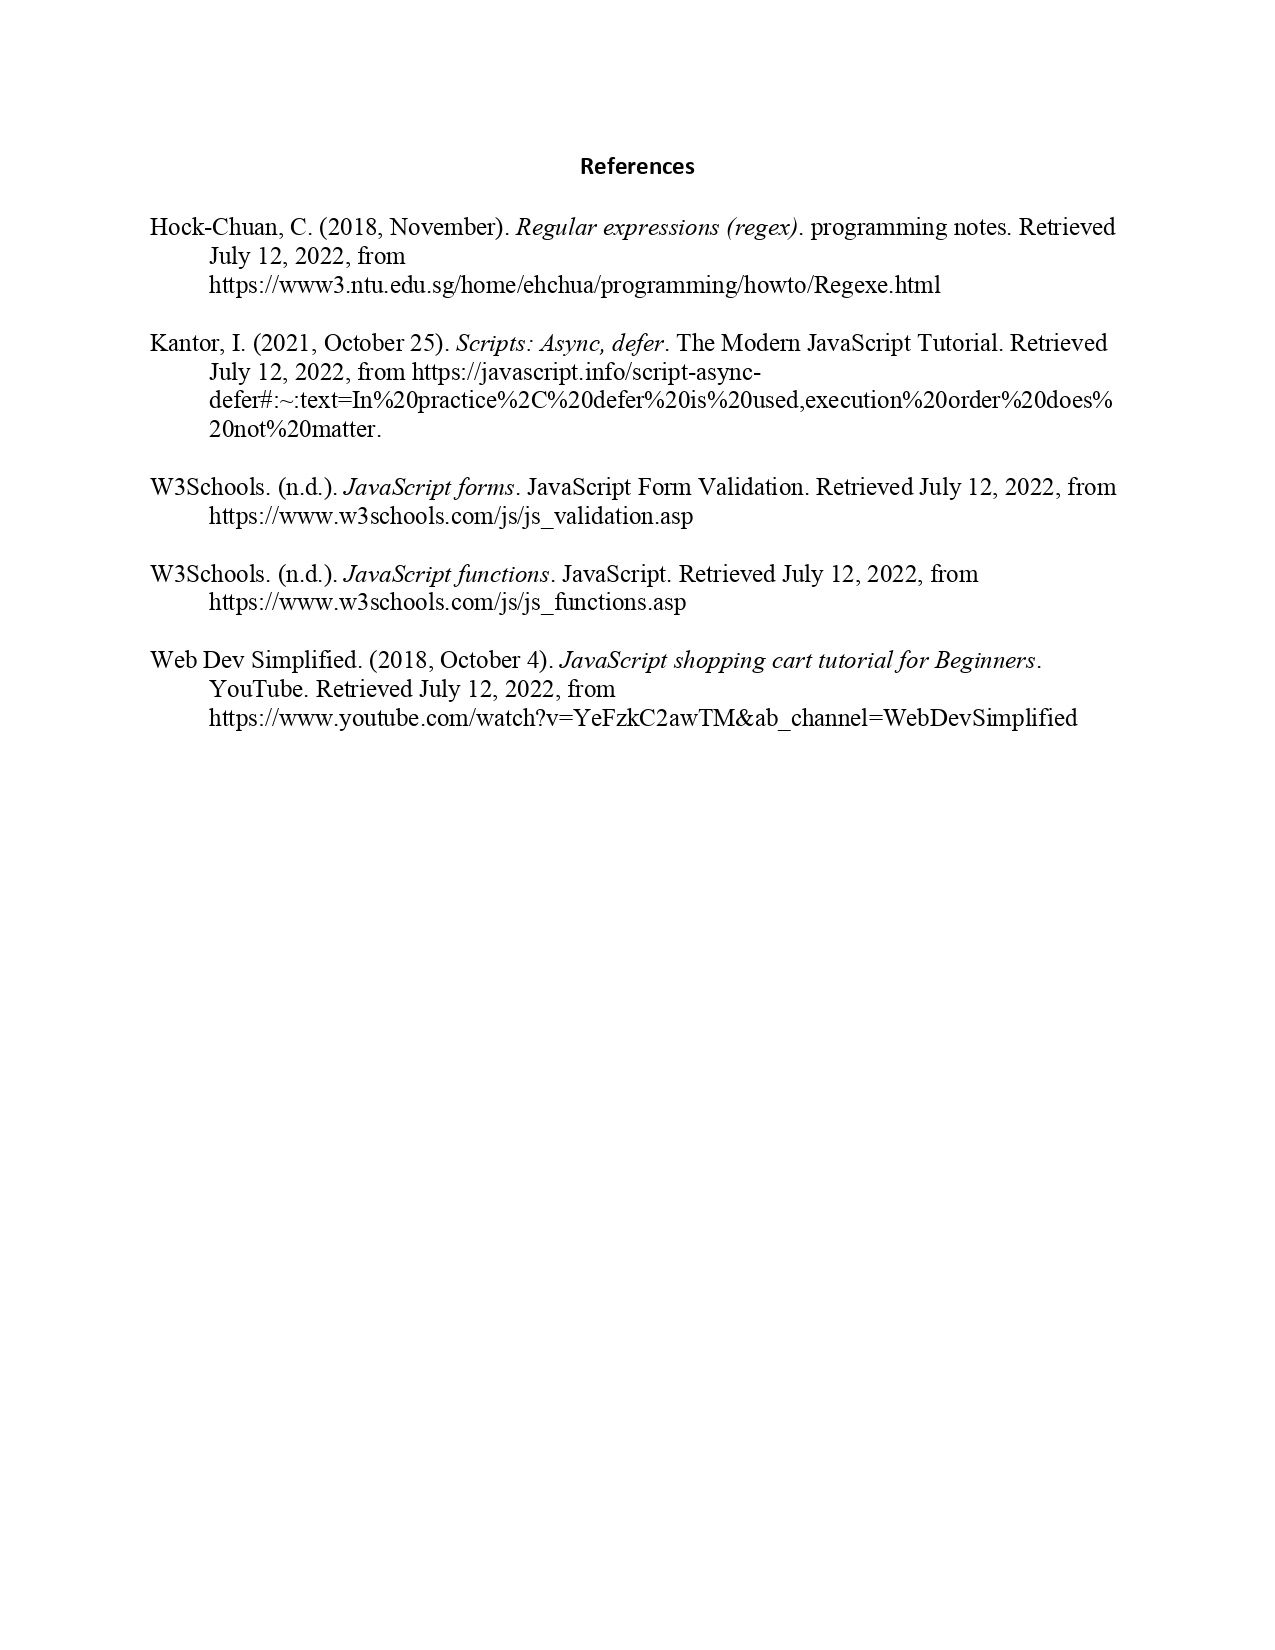 References
Hock-Chuan, C. (2018, November). Regular expressions (regex). programming notes. Retrieved
July 12, 2022, from
https://www3.ntu.edu.sg/home/ehchua/programming/howto/Regexe.html
Kantor, I. (2021, October 25). Scripts: Async, defer. The Modern JavaScript Tutorial. Retrieved
July 12, 2022, from https://javascript.info/script-async-
defer#:~:text=In%20practice%2C%20defer%20is%20used,execution%20order%20does%
20not%20matter.
W3Schools. (n.d.). JavaScript forms. JavaScript Form Validation. Retrieved July 12, 2022, from
https://www.w3schools.com/js/js_validation.asp
W3Schools. (n.d.). JavaScript functions. JavaScript. Retrieved July 12, 2022, from
https://www.w3schools.com/js/js_functions.asp
Web Dev Simplified. (2018, October 4). JavaScript shopping cart tutorial for Beginners.
YouTube. Retrieved July 12, 2022, from
https://www.youtube.com/watch?v=YeFzkC2awTM&ab_channel=WebDevSimplified